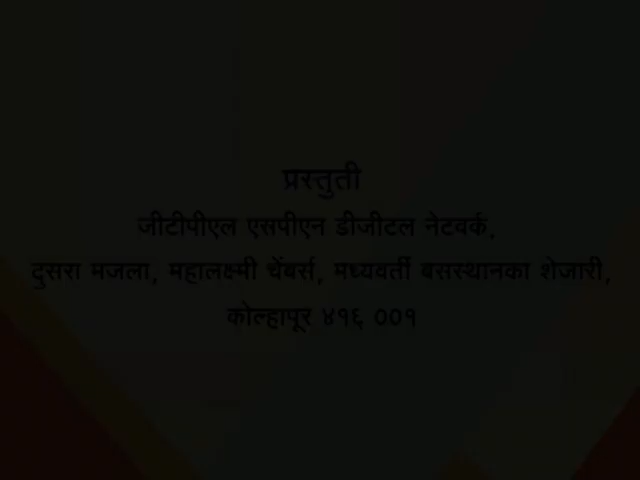 प्रस्तुती
जीटीपीएल एसपीएन डीजीटल नेटवर्क,
दुसरा मजला, महालक्ष्मी चेंबर्स, मध्यवर्ती बसस्थानका शेजारी,
कोल्हापूर ४१६ ००१